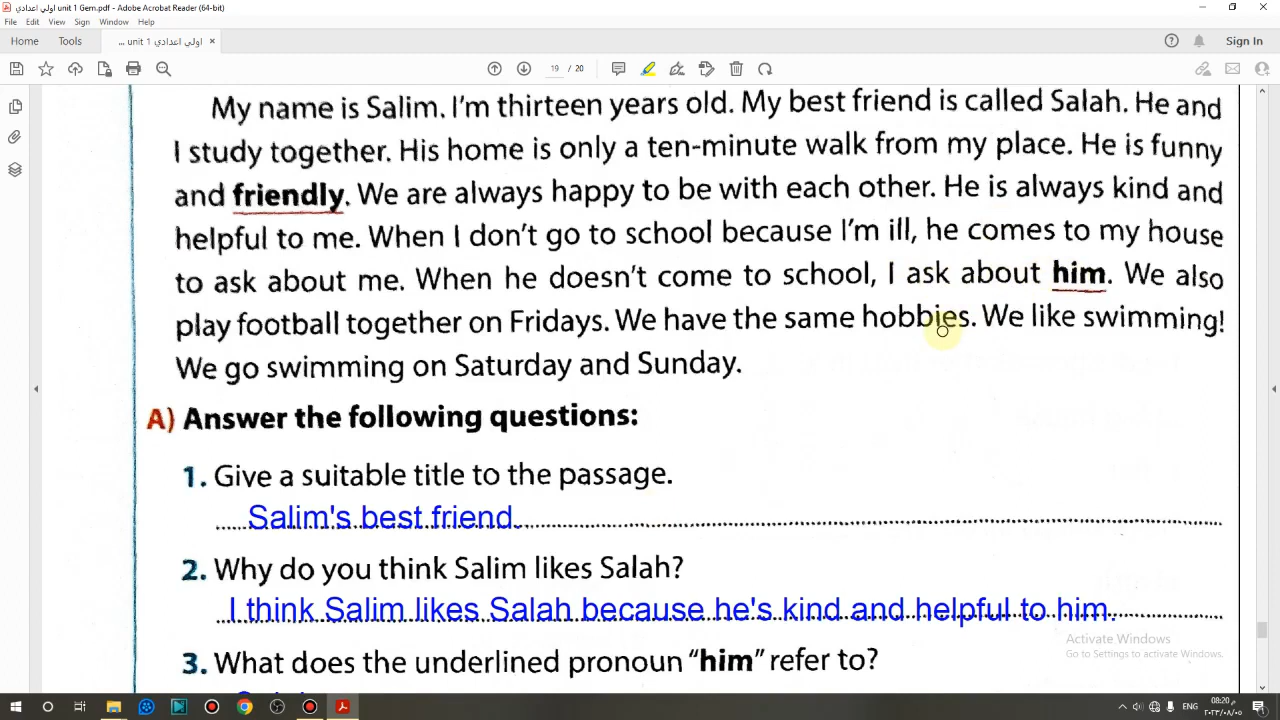 اولي اعدادي unit 1 Gem.pdf - Adobe Acrobat Reader (64-bit)
File Edit View Sign Window Help
Home Tools اولي اعدادي unit 1 ... × Sign In
19 / 20
My name is Salim. I'm thirteen years old. My best friend is called Salah. He and
I study together. His home is only a ten-minute walk from my place. He is funny
and friendly. We are always happy to be with each other. He is always kind and
helpful to me. When I don't go to school because I'm ill, he comes to my house
to ask about me. When he doesn't come to school, I ask about him. We also
play football together on Fridays. We have the same hobbies. We like swimming!
We go swimming on Saturday and Sunday.
A) Answer the following questions:
1. Give a suitable title to the passage.
Salim's best friend.
2. Why do you think Salim likes Salah?
I think Salim likes Salah because he's kind and helpful to him.
Activate Windows
Go to Settings to activate Windows.
3. What does the underlined pronoun "him" refer to?
ENG
08:20 م
٢٠٢٣/٠٨/٠٥